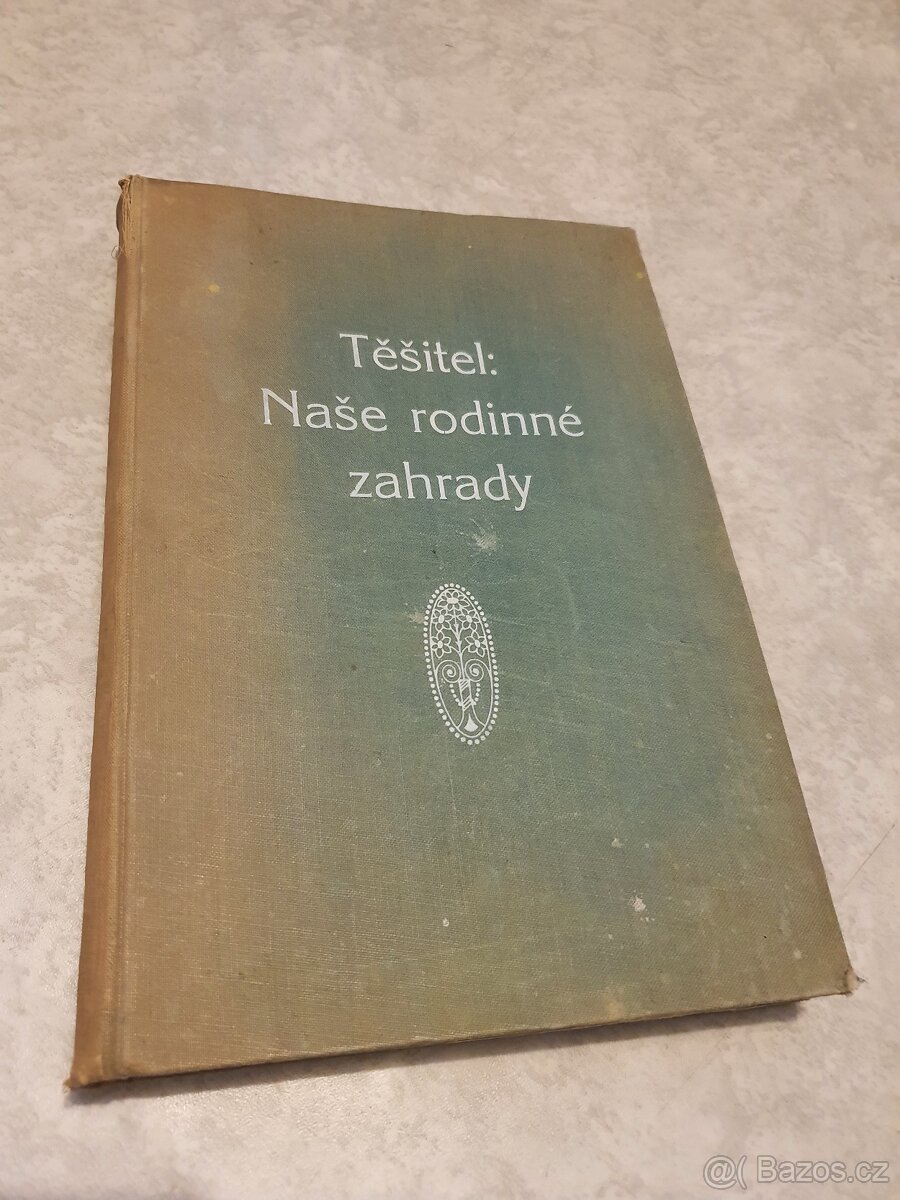 Těšitel:
Naše rodinné
zahrady
@( Bazos.cz